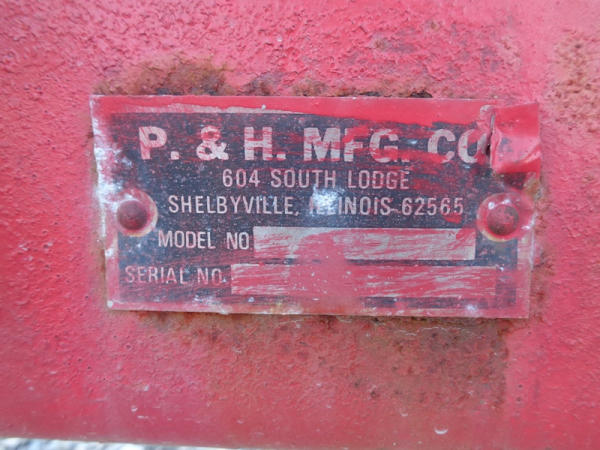 P. & H. MFG. CO
604 SOUTH LODGE
SHELBYVILLE, ILLINOIS 62565
MODEL NO.
SERIAL NO.